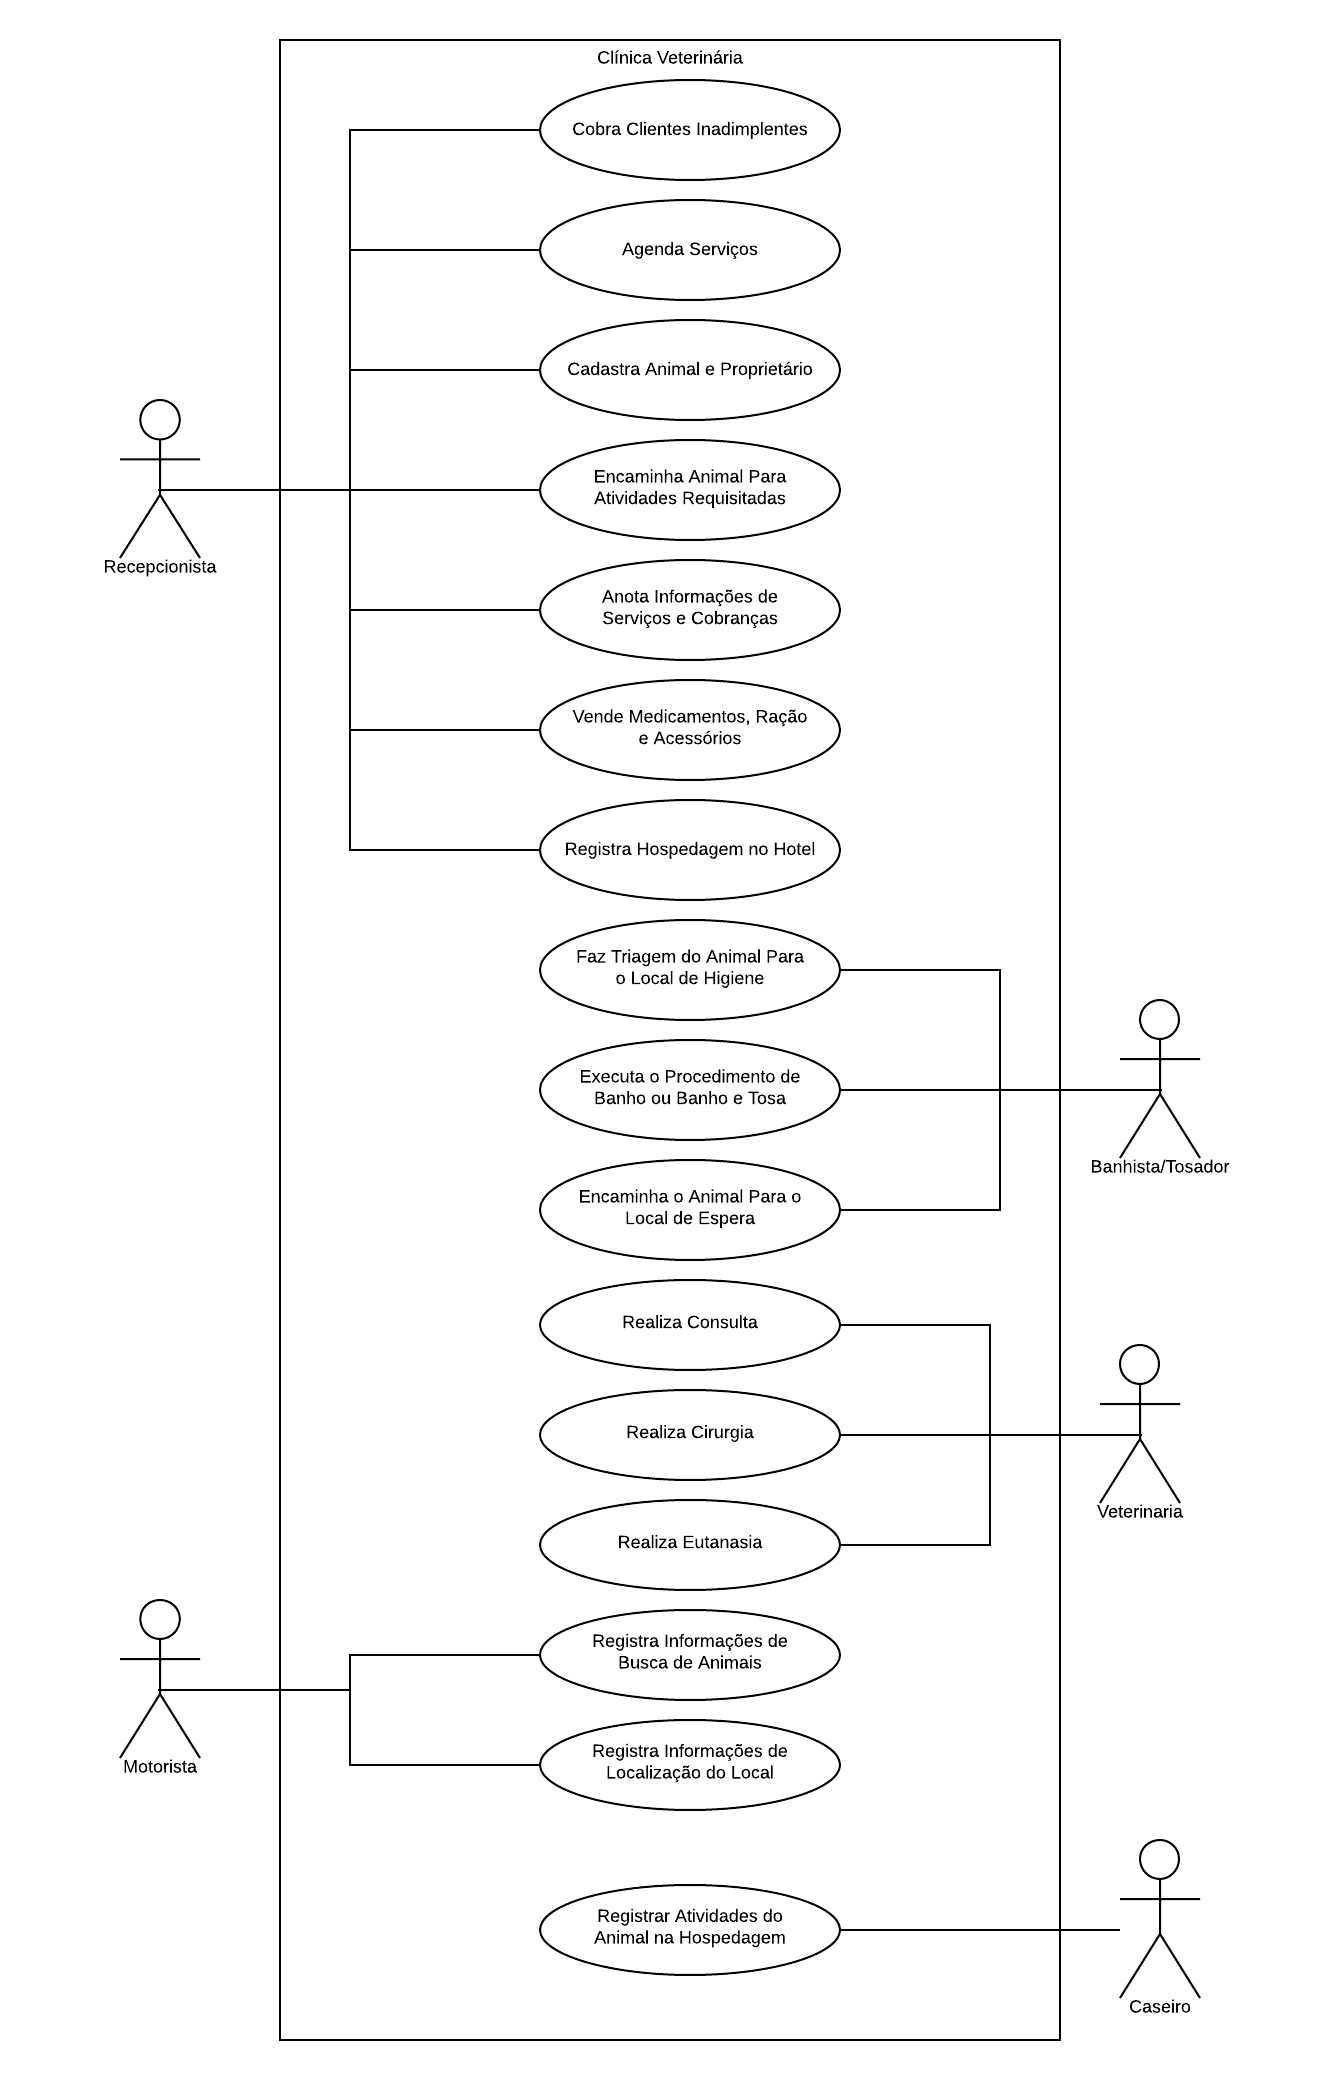 Clínica Veterinária
Cobra Clientes Inadimplentes
Agenda Serviços
Cadastra Animal e Proprietário
Encaminha Animal Para
Atividades Requisitadas
Recepcionista
Anota Informações de
Serviços e Cobranças
Vende Medicamentos, Ração
e Acessórios
Registra Hospedagem no Hotel
Faz Triagem do Animal Para
o Local de Higiene
Executa o Procedimento de
Banho ou Banho e Tosa
Banhista/Tosador
Encaminha o Animal Para o
Local de Espera
Realiza Consulta
Realiza Cirurgia
Veterinaria
Realiza Eutanasia
Registra Informações de
Busca de Animais
Registra Informações de
Localização do Local
Motorista
Registrar Atividades do
Animal na Hospedagem
Caseiro